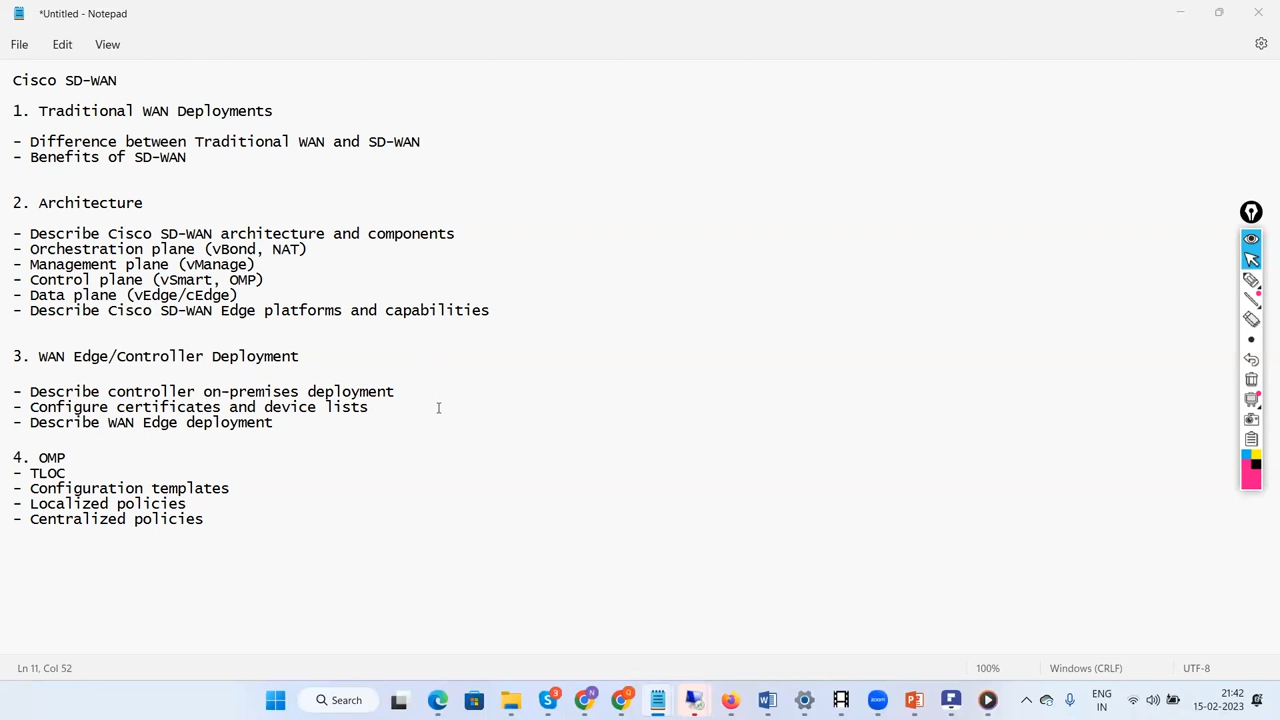 *Untitled - Notepad
File Edit View
Cisco SD-WAN
1. Traditional WAN Deployments
- Difference between Traditional WAN and SD-WAN
- Benefits of SD-WAN
2. Architecture
- Describe Cisco SD-WAN architecture and components
- Orchestration plane (vBond, NAT)
- Management plane (vManage)
- Control plane (vSmart, OMP)
- Data plane (vEdge/cEdge)
- Describe Cisco SD-WAN Edge platforms and capabilities
3. WAN Edge/Controller Deployment
- Describe controller on-premises deployment
- Configure certificates and device lists
- Describe WAN Edge deployment
4. OMP
- TLOC
- Configuration templates
- Localized policies
- Centralized policies
Ln 11, Col 52 100% Windows (CRLF) UTF-8
Search 3 N ENG 21:42
zoom IN 15-02-2023